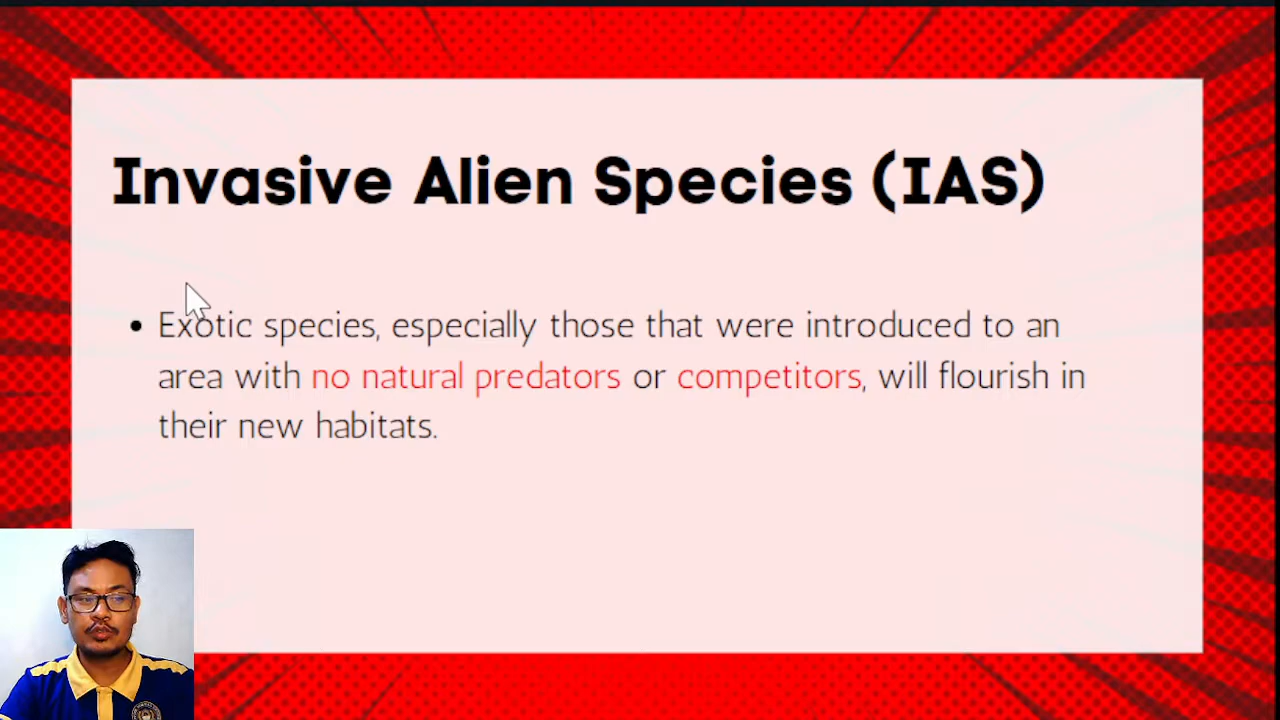 Invasive Alien Species (IAS)
• Exotic species, especially those that were introduced to an
area with no natural predators or competitors, will flourish in
their new habitats.